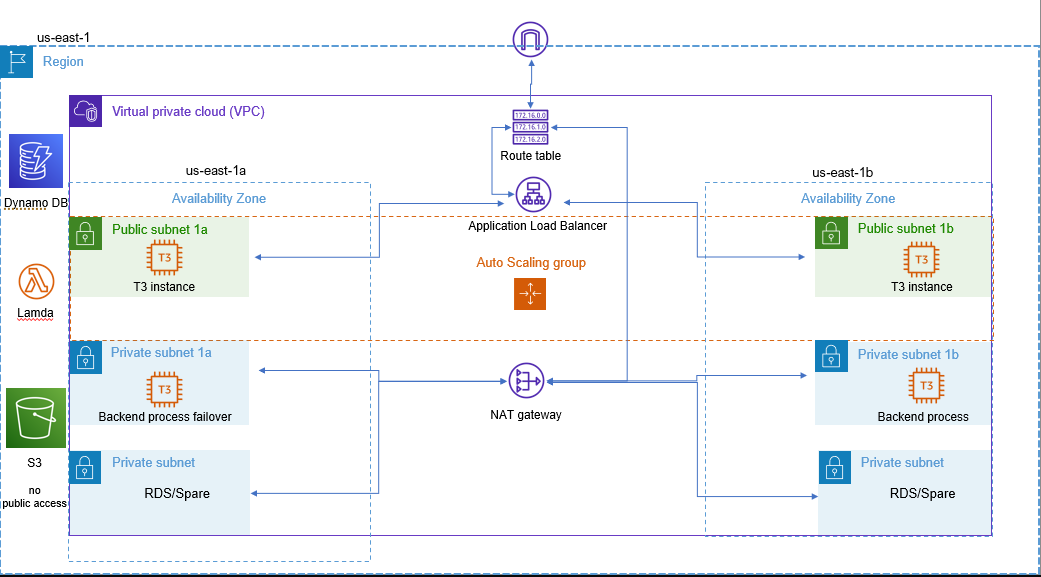 us-east-1
Region
Virtual private cloud (VPC)
172.16.0.0
172.16.1.0
172.16.2.0
Route table
us-east-1a
us-east-1b
Dynamo DB
Availability Zone
Availability Zone
Application Load Balancer
Public subnet 1a
T3
T3 instance
Public subnet 1b
T3
T3 instance
Auto Scaling group
Lamda
Private subnet 1a
T3
Backend process failover
Private subnet 1b
T3
Backend process
NAT gateway
S3
no
public access
Private subnet
RDS/Spare
Private subnet
RDS/Spare